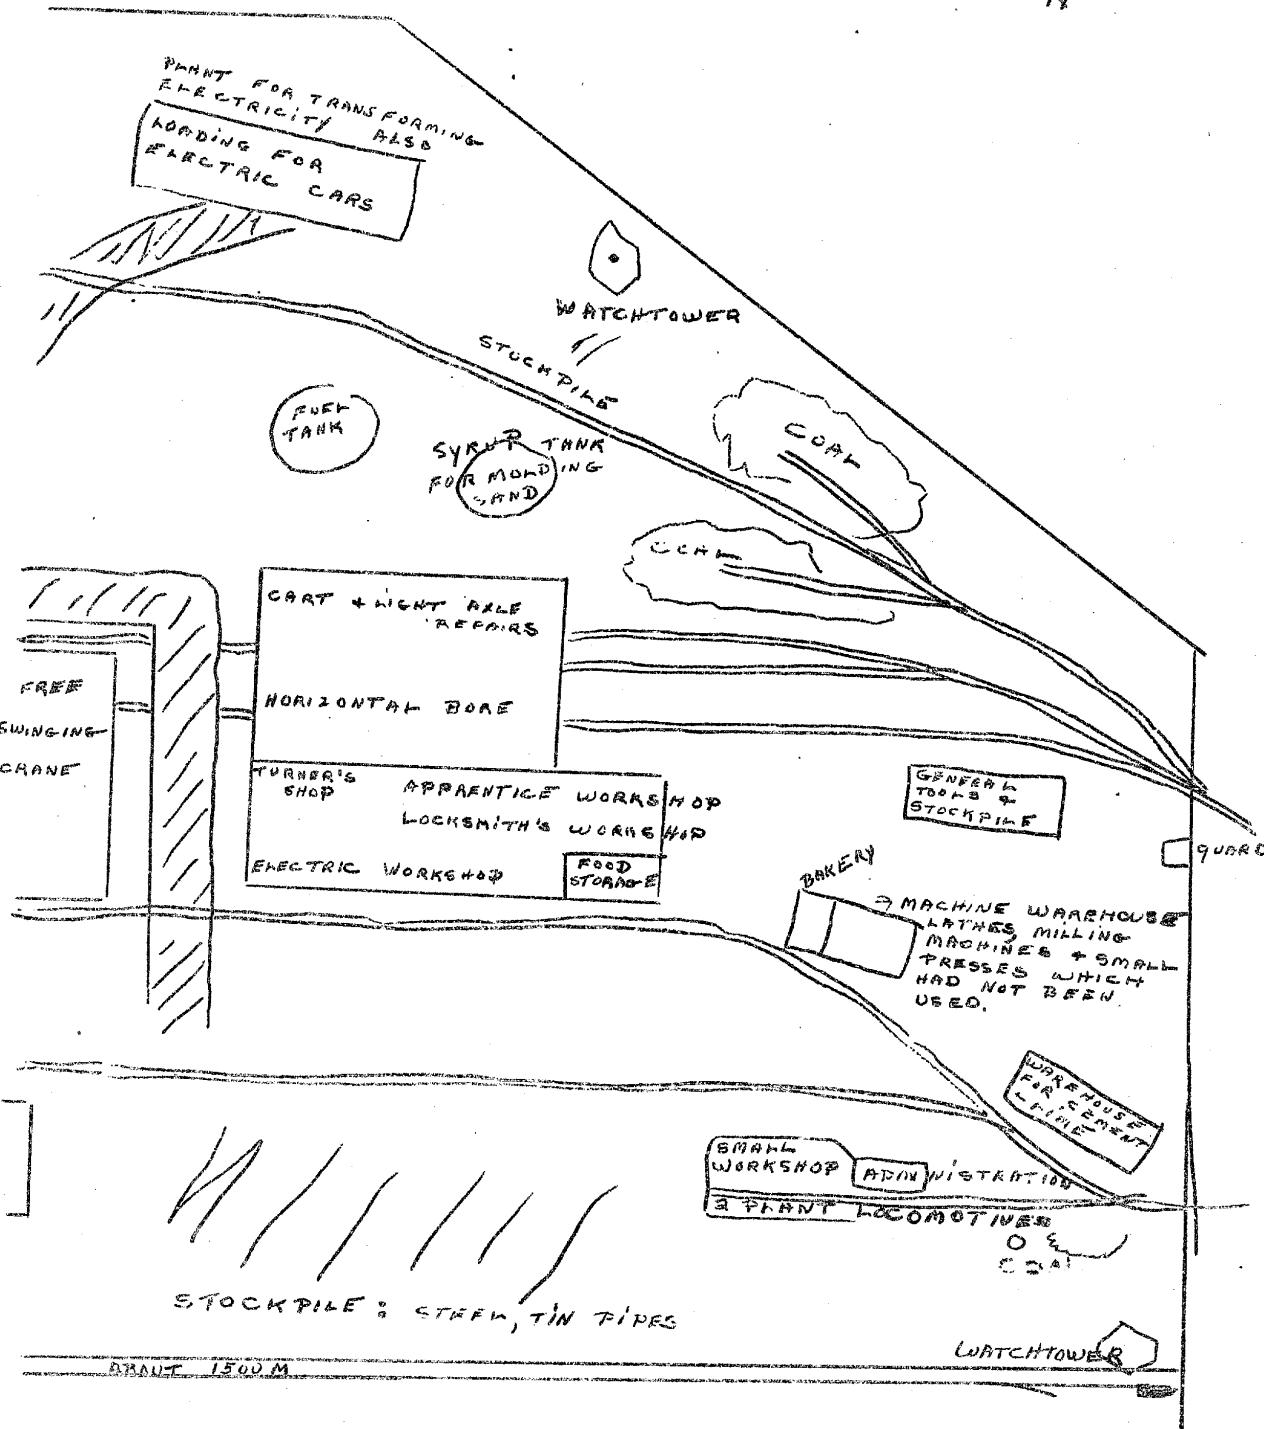 18
PLANT FOR TRANSFORMING
ELECTRICITY ALSO
LOADING FOR
ELECTRIC CARS
WATCHTOWER
STOCKPILE
FUEL
TANK
SYRUP TANK
FOR MOLDING
SAND
COAL
COAL
CART + LIGHT AXLE
REPAIRS
HORIZONTAL BORE
FREE
SWINGING
CRANE
TURNER'S
SHOP
APPRENTICE WORKSHOP
LOCKSMITH'S WORKSHOP
ELECTRIC WORKSHOP
FOOD
STORAGE
GENERAL
TOOLS &
STOCKPILE
GUARD
BAKERY
→ MACHINE WAREHOUSE
LATHES, MILLING
MACHINES + SMALL
PRESSES WHICH
HAD NOT BEEN
USED.
WAREHOUSE
FOR CEMENT
LIME
SMALL
WORKSHOP
ADMINISTRATION
2 PLANT LOCOMOTIVES
COAL
STOCKPILE: STEEL, TIN PIPES
WATCHTOWER
ABOUT 1500 M